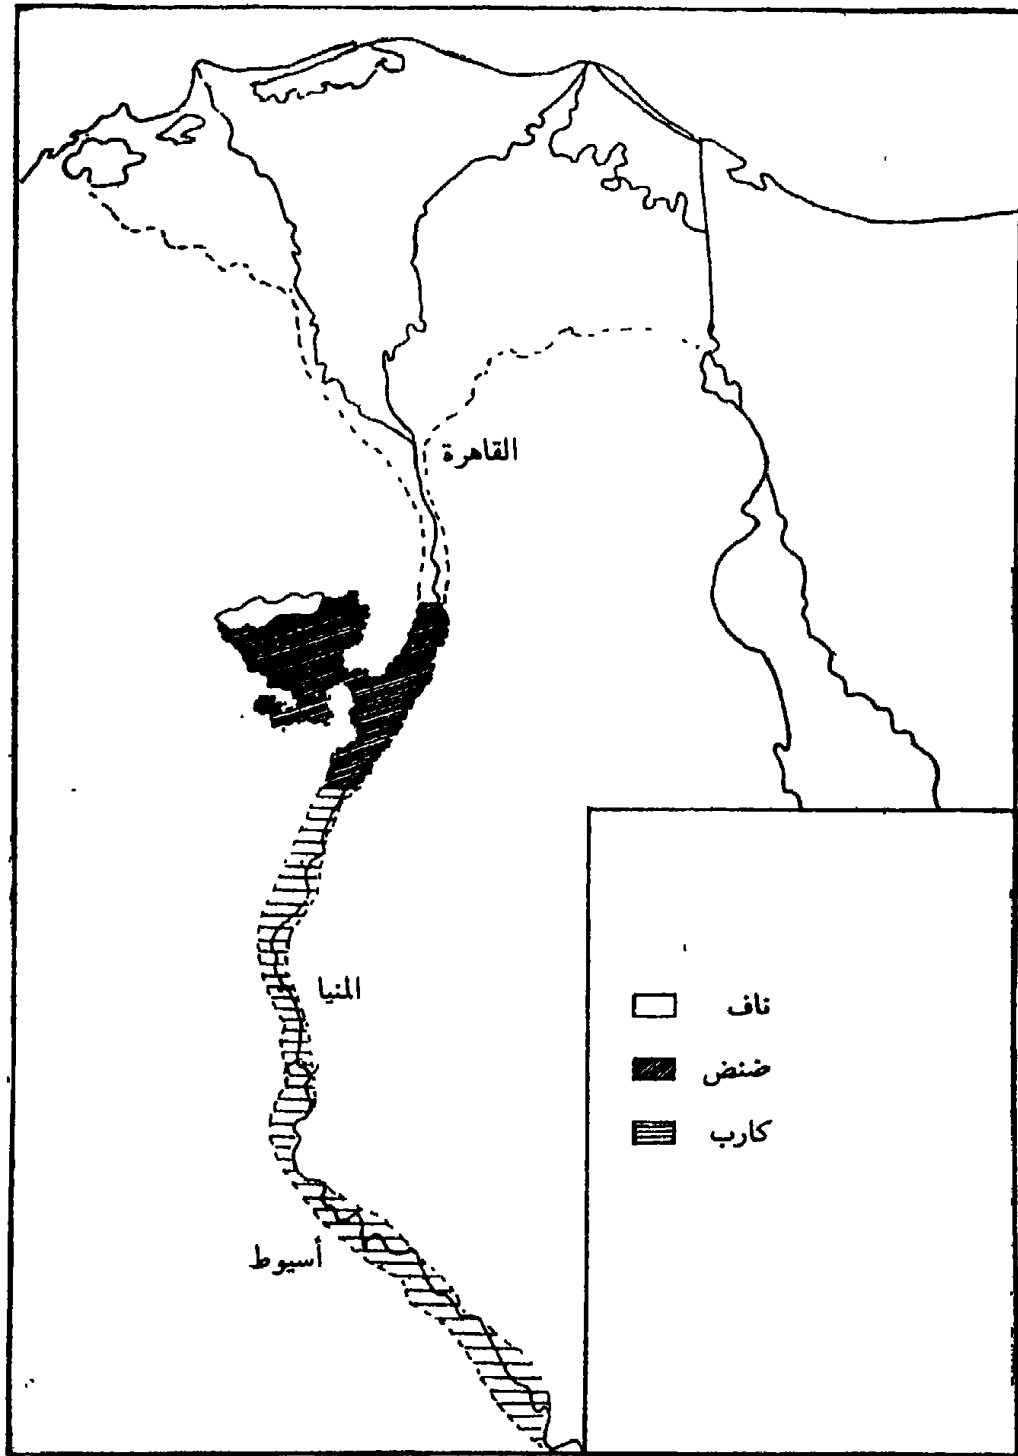 القاهرة
المنيا
أسيوط
ناف
ضنض
كارب